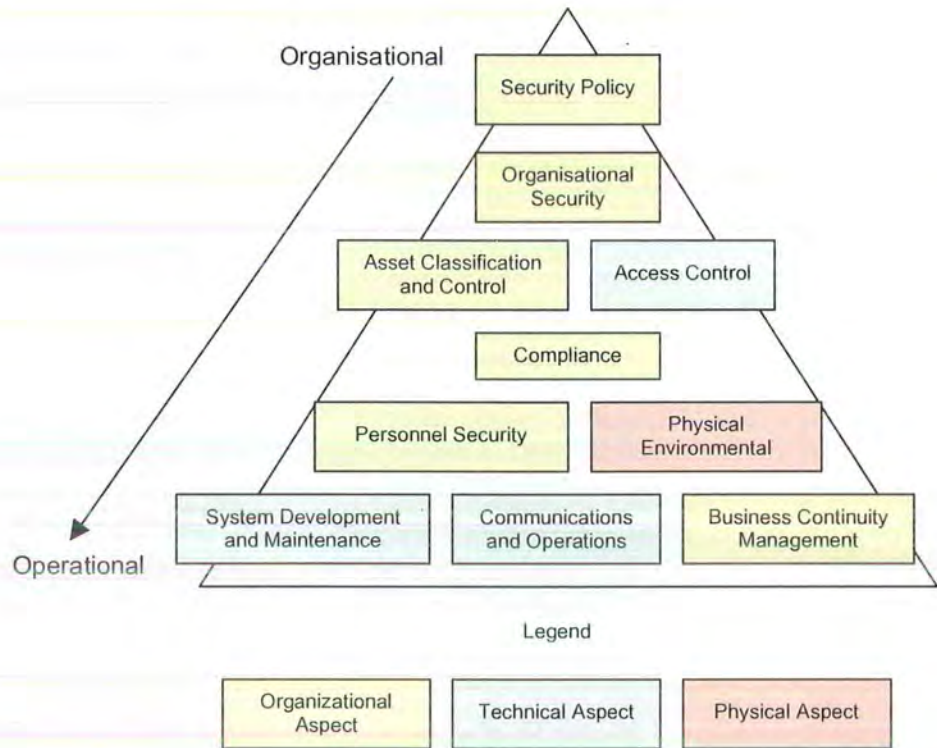 Organisational
Security Policy
Organisational
Security
Asset Classification
and Control
Access Control
Compliance
Personnel Security
Physical
Environmental
System Development
and Maintenance
Communications
and Operations
Business Continuity
Management
Operational
Legend
Organizational
Aspect
Technical Aspect
Physical Aspect